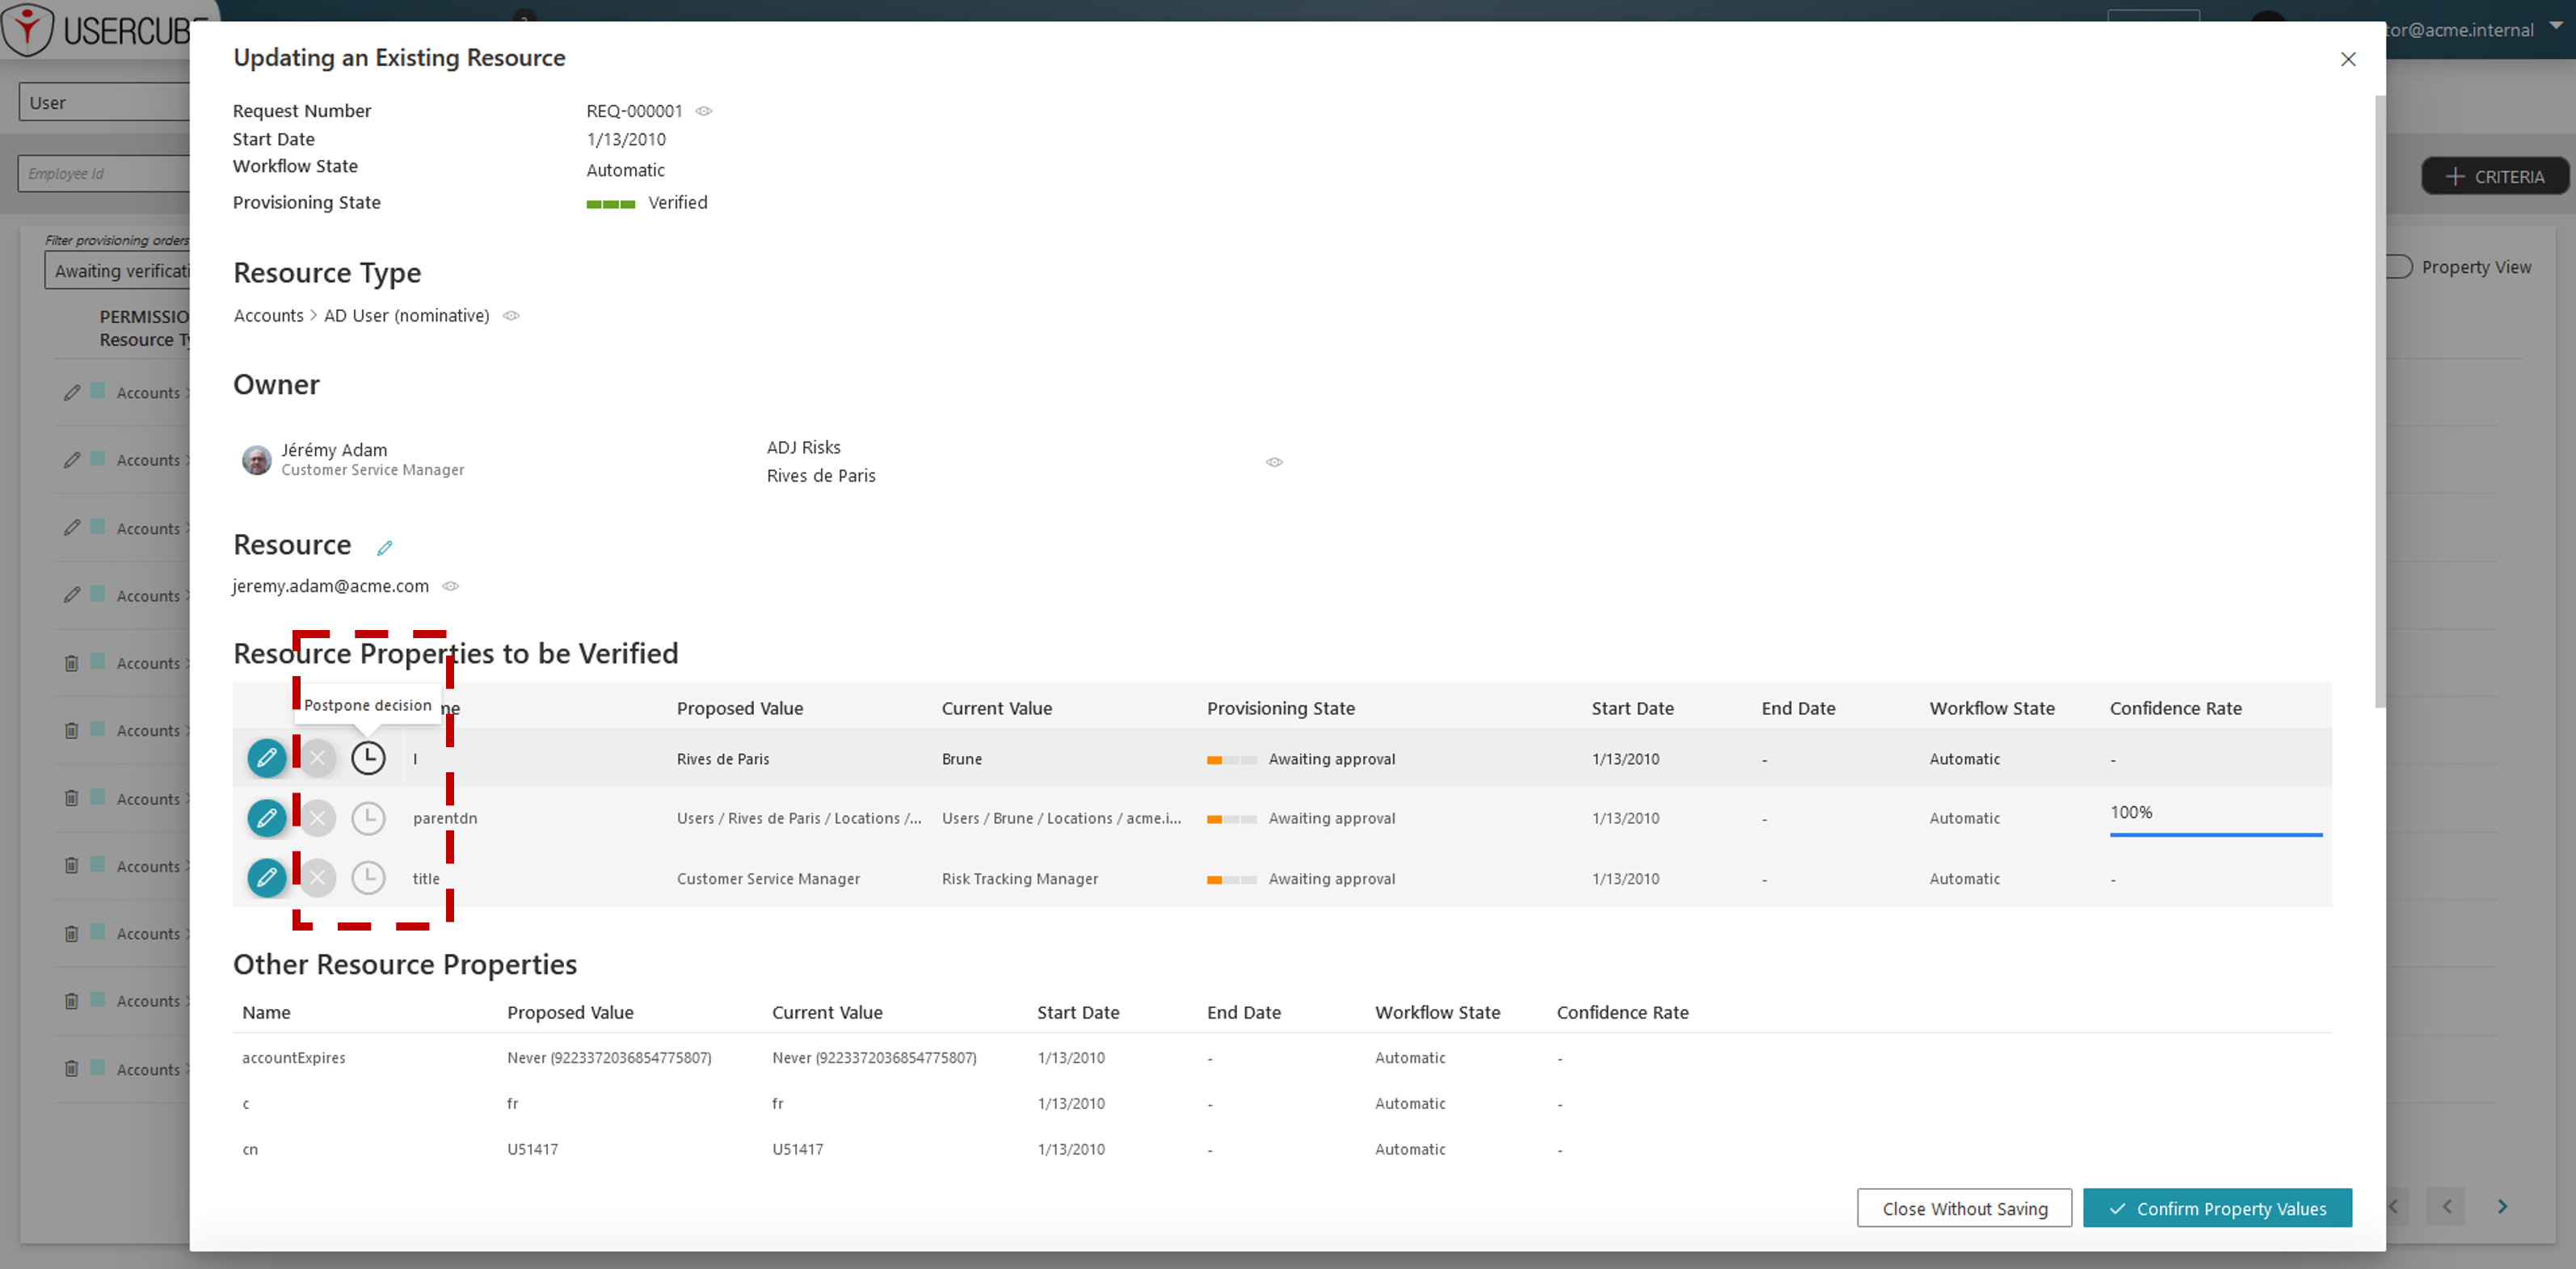 USERCUBE
tor@acme.internal
User
Employee Id
CRITERIA
Filter provisioning orders
Awaiting verificati
Property View
PERMISSIO
Resource Ty
Accounts
Accounts
Accounts
Accounts
Accounts
Accounts
Accounts
Accounts
Accounts
Accounts
Accounts
Updating an Existing Resource
Request Number REQ-000001
Start Date 1/13/2010
Workflow State Automatic
Provisioning State Verified
Resource Type
Accounts > AD User (nominative)
Owner
Jérémy Adam
Customer Service Manager
ADJ Risks
Rives de Paris
Resource
jeremy.adam@acme.com
Resource Properties to be Verified
Postpone decision
me Proposed Value Current Value Provisioning State Start Date End Date Workflow State Confidence Rate
l Rives de Paris Brune Awaiting approval 1/13/2010 - Automatic -
parentdn Users / Rives de Paris / Locations /... Users / Brune / Locations / acme.i... Awaiting approval 1/13/2010 - Automatic 100%
title Customer Service Manager Risk Tracking Manager Awaiting approval 1/13/2010 - Automatic -
Other Resource Properties
Name Proposed Value Current Value Start Date End Date Workflow State Confidence Rate
accountExpires Never (9223372036854775807) Never (9223372036854775807) 1/13/2010 - Automatic -
c fr fr 1/13/2010 - Automatic -
cn U51417 U51417 1/13/2010 - Automatic -
Close Without Saving
Confirm Property Values